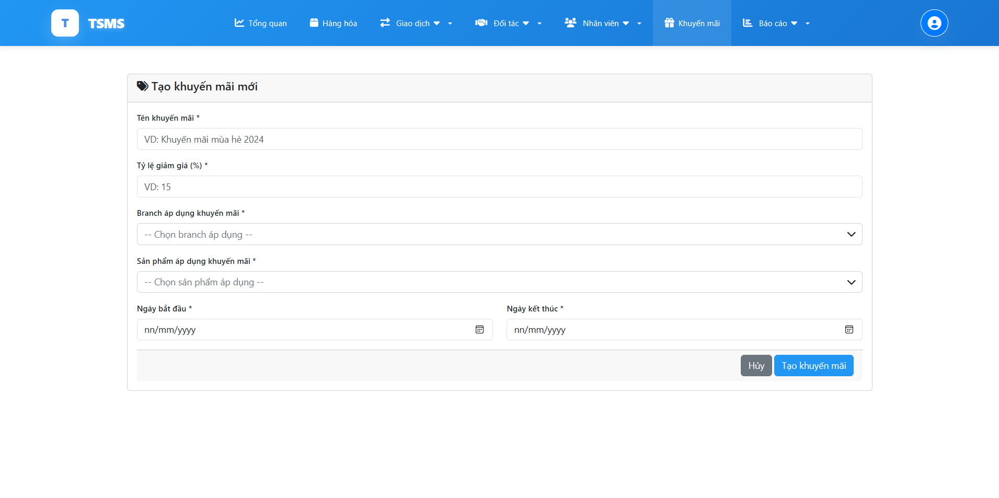 T TSMS Tổng quan Hàng hóa Giao dịch Đối tác Nhân viên Khuyến mãi Báo cáo
Tạo khuyến mãi mới
Tên khuyến mãi *
VD: Khuyến mãi mùa hè 2024
Tỷ lệ giảm giá (%) *
VD: 15
Branch áp dụng khuyến mãi *
-- Chọn branch áp dụng --
Sản phẩm áp dụng khuyến mãi *
-- Chọn sản phẩm áp dụng --
Ngày bắt đầu * Ngày kết thúc *
nn/mm/yyyy nn/mm/yyyy
Hủy Tạo khuyến mãi